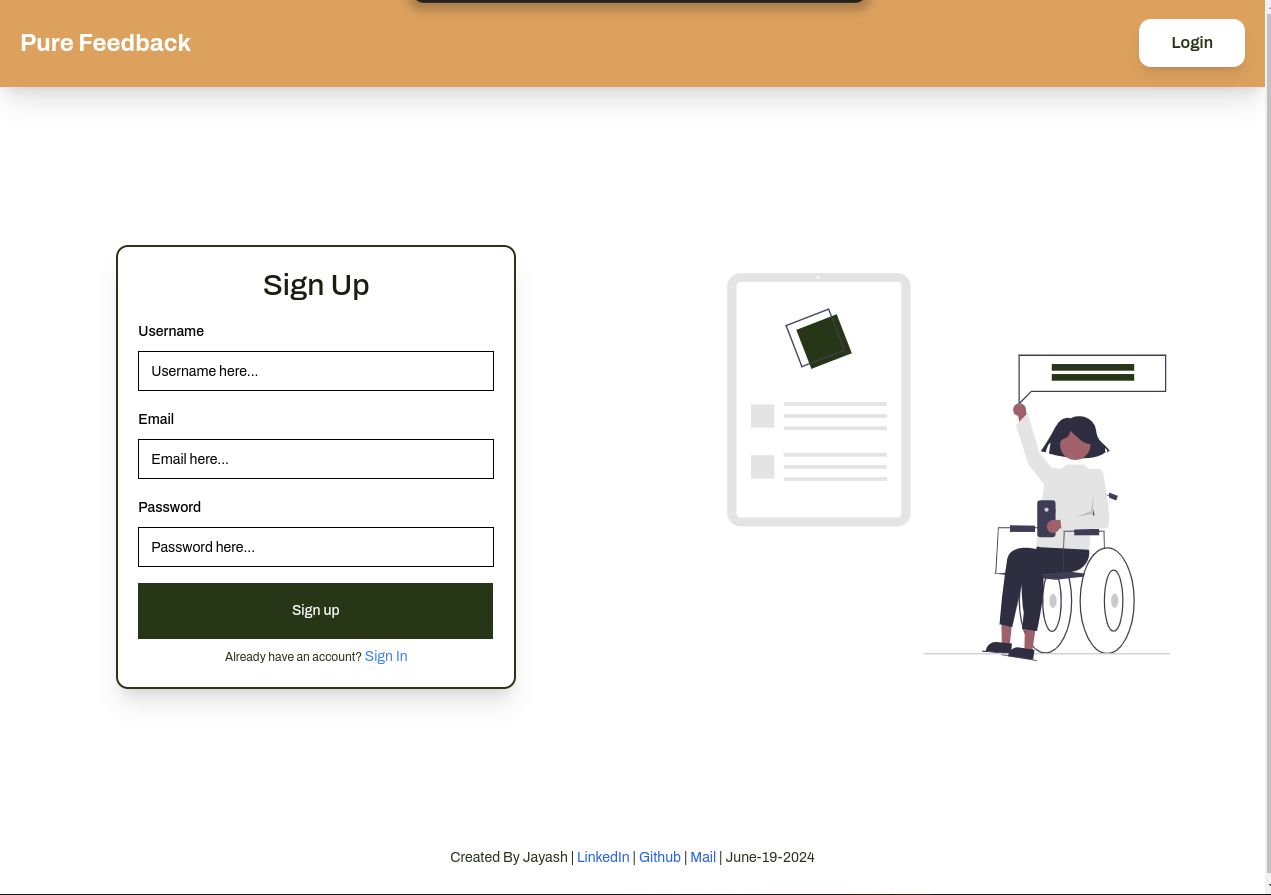 Pure Feedback
Login
Sign Up
Username
Username here...
Email
Email here...
Password
Password here...
Sign up
Already have an account? Sign In
Created By Jayash | LinkedIn | Github | Mail | June-19-2024